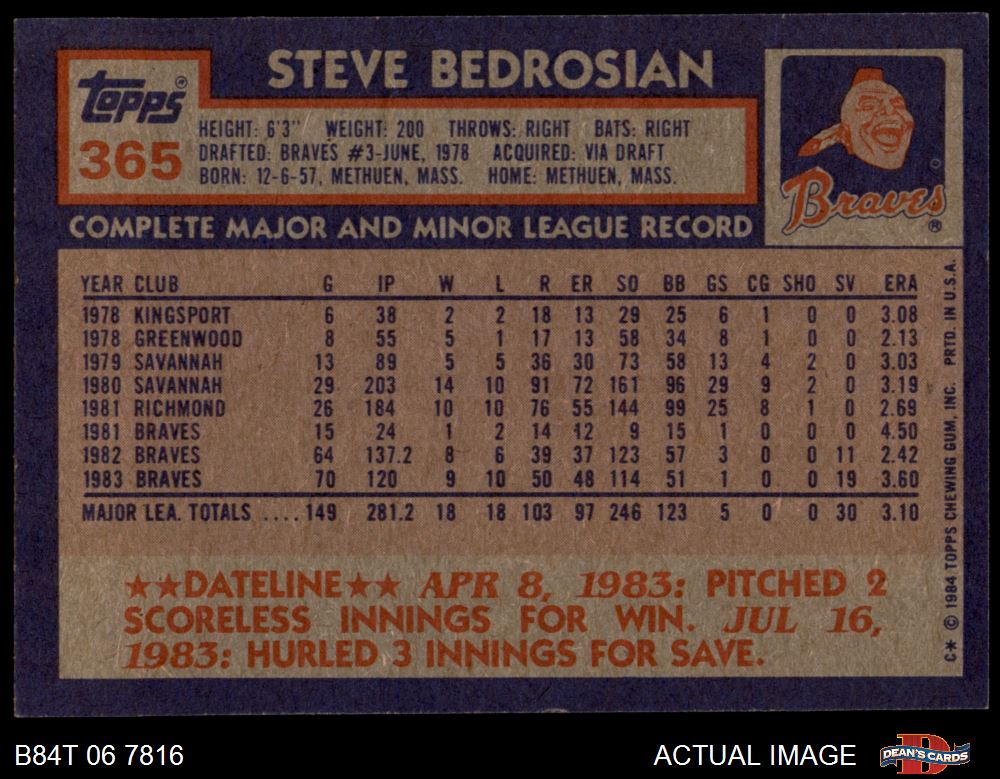 STEVE BEDROSIAN
Topps®
365
HEIGHT: 6'3" WEIGHT: 200 THROWS: RIGHT BATS: RIGHT
DRAFTED: BRAVES #3-JUNE, 1978 ACQUIRED: VIA DRAFT
BORN: 12-6-57, METHUEN, MASS. HOME: METHUEN, MASS.
Braves®
COMPLETE MAJOR AND MINOR LEAGUE RECORD
YEAR CLUB G IP W L R ER SO BB GS CG SHO SV ERA
1978 KINGSPORT 6 38 2 2 18 13 29 25 6 1 0 0 3.08
1978 GREENWOOD 8 55 5 1 17 13 58 34 8 1 0 0 2.13
1979 SAVANNAH 13 89 5 5 36 30 73 58 13 4 2 0 3.03
1980 SAVANNAH 29 203 14 10 91 72 161 96 29 9 2 0 3.19
1981 RICHMOND 26 184 10 10 76 55 144 99 25 8 1 0 2.69
1981 BRAVES 15 24 1 2 14 12 9 15 1 0 0 0 4.50
1982 BRAVES 64 137.2 8 6 39 37 123 57 3 0 0 11 2.42
1983 BRAVES 70 120 9 10 50 48 114 51 1 0 0 19 3.60
MAJOR LEA. TOTALS ....149 281.2 18 18 103 97 246 123 5 0 0 30 3.10
★★DATELINE★★ APR 8, 1983: PITCHED 2
SCORELESS INNINGS FOR WIN. JUL 16,
1983: HURLED 3 INNINGS FOR SAVE.
C* © 1984 TOPPS CHEWING GUM, INC. PRTD. IN U.S.A.
B84T 06 7816
ACTUAL IMAGE
DEAN'S CARDS